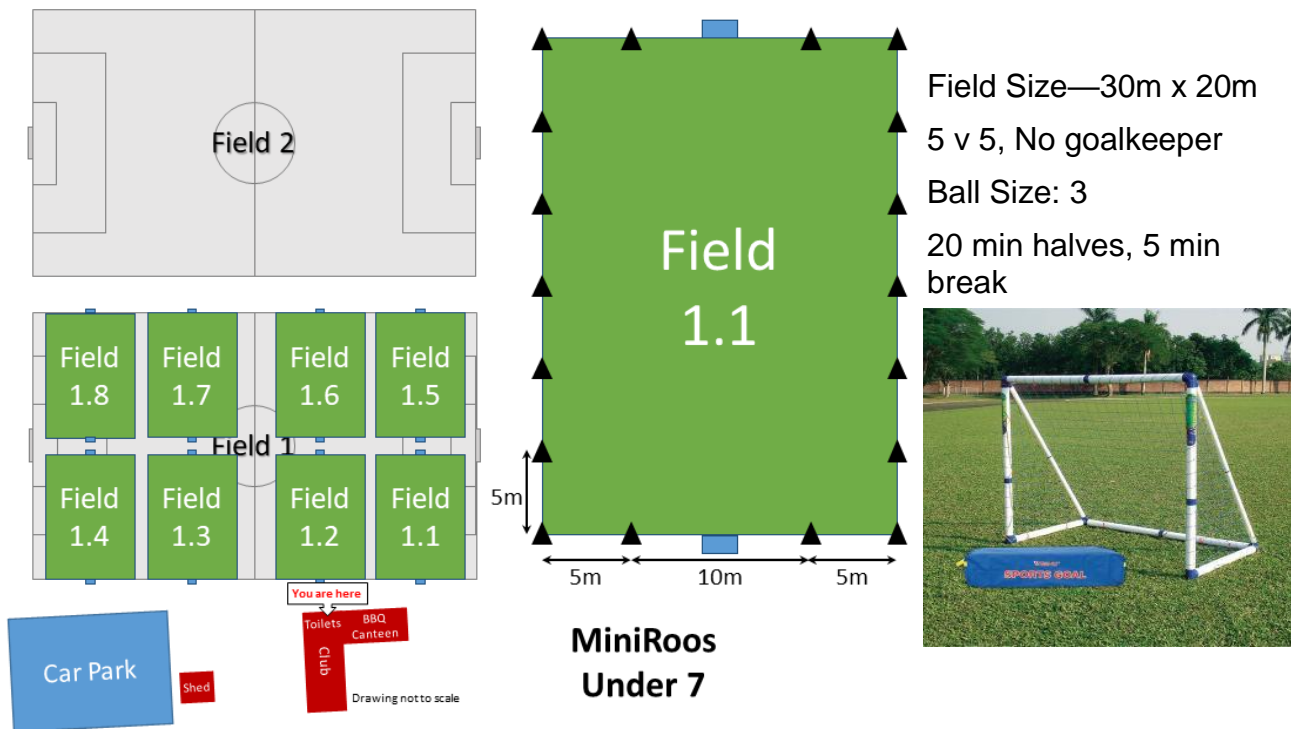 Field 2
Field
1.8
Field
1.7
Field
1.6
Field
1.5
Field 1
Field
1.4
Field
1.3
Field
1.2
Field
1.1
You are here
Toilets
BBQ
Canteen
Club
Car Park
Shed
Drawing not to scale
Field
1.1
5m
5m
10m
5m
MiniRoos
Under 7
Field Size—30m x 20m
5 v 5, No goalkeeper
Ball Size: 3
20 min halves, 5 min
break
SPORTS GOAL